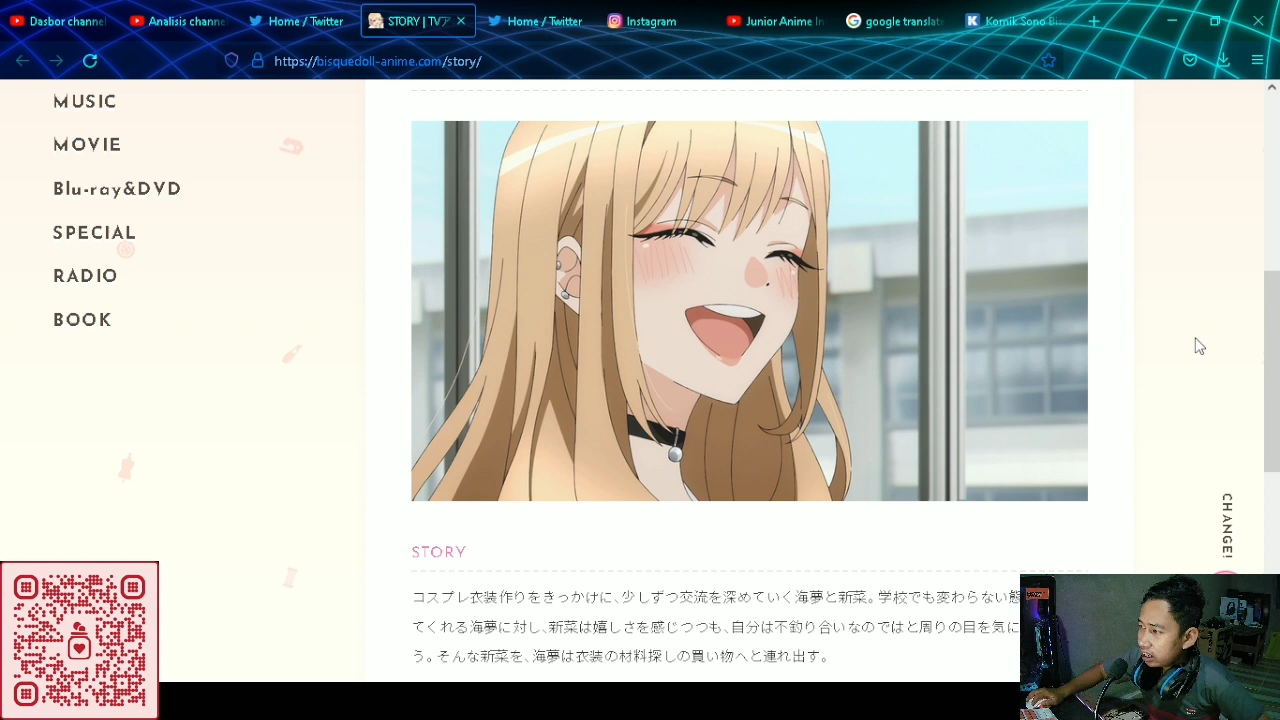 Dasbor channel
Analisis channe
Home / Twitter
STORY | TVア
Home / Twitter
Instagram
Junior Anime In
google translate
Komik Sono Bis
https://bisquedoll-anime.com/story/
MUSIC
MOVIE
Blu-ray&DVD
SPECIAL
RADIO
BOOK
CHANGE!
STORY
コスプレ衣装作りをきっかけに、少しずつ交流を深めていく海夢と新菜。学校でも変わらない態
てくれる海夢に対し、新菜は嬉しさを感じつつも、自分は不釣り合いなのではと周りの目を気に
う。そんな新菜を、海夢は衣装の材料探しの買い物へと連れ出す。